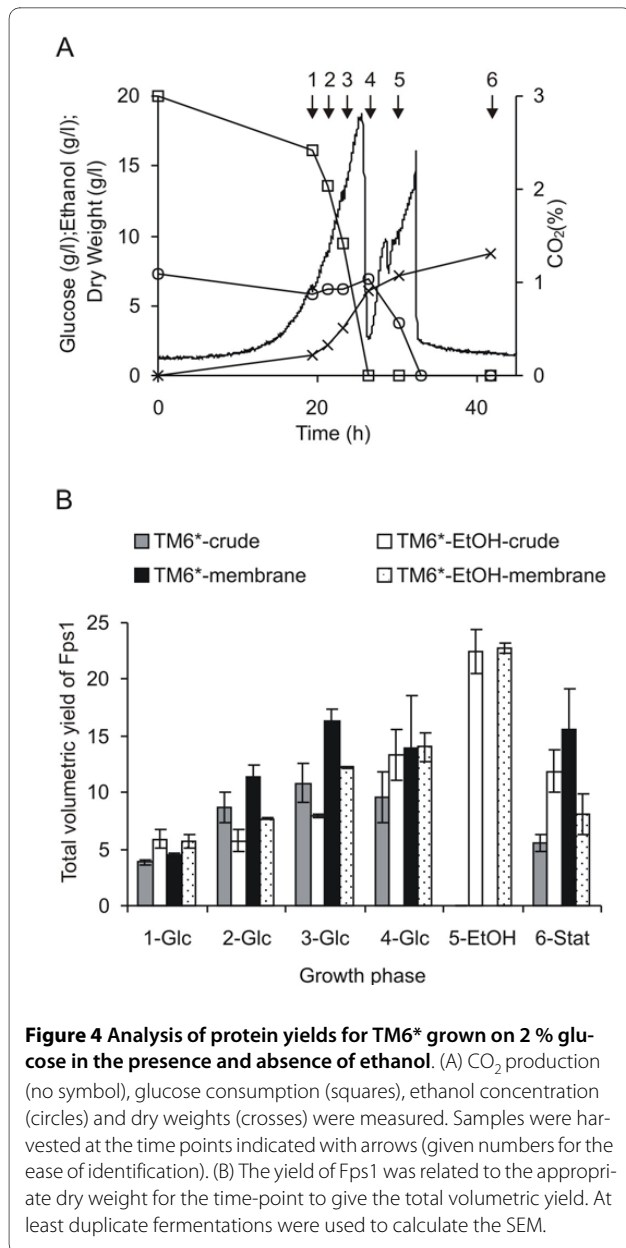 A
1 2 3 4 5 6
20
15
10
5
0
Glucose (g/l);Ethanol (g/l);
Dry Weight (g/l)
3
2
1
0
CO2(%)
0 20 40
Time (h)
B
TM6*-crude TM6*-EtOH-crude
TM6*-membrane TM6*-EtOH-membrane
25
20
15
10
5
0
Total volumetric yield of Fps1
1-Glc 2-Glc 3-Glc 4-Glc 5-EtOH 6-Stat
Growth phase
Figure 4 Analysis of protein yields for TM6* grown on 2 % glu-
cose in the presence and absence of ethanol. (A) CO2 production
(no symbol), glucose consumption (squares), ethanol concentration
(circles) and dry weights (crosses) were measured. Samples were har-
vested at the time points indicated with arrows (given numbers for the
ease of identification). (B) The yield of Fps1 was related to the appropri-
ate dry weight for the time-point to give the total volumetric yield. At
least duplicate fermentations were used to calculate the SEM.